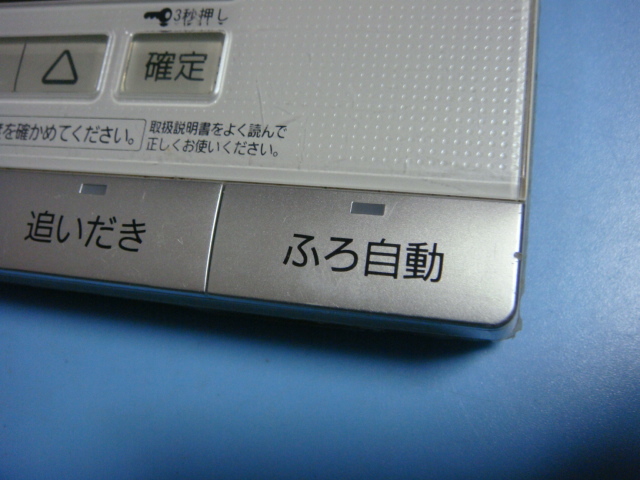 3秒押し
△
確定
を確かめてください。
取扱説明書をよく読んで
正しくお使いください。
追いだき
ふろ自動